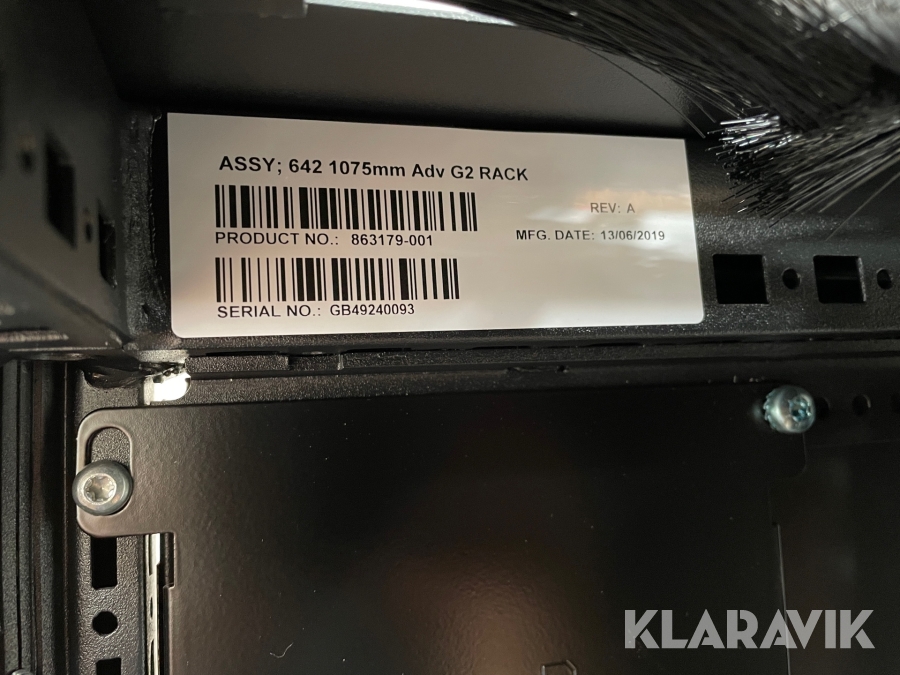 ASSY; 642 1075mm Adv G2 RACK
REV: A
PRODUCT NO.: 863179-001
MFG. DATE: 13/06/2019
SERIAL NO.: GB49240093
KLARAVIK